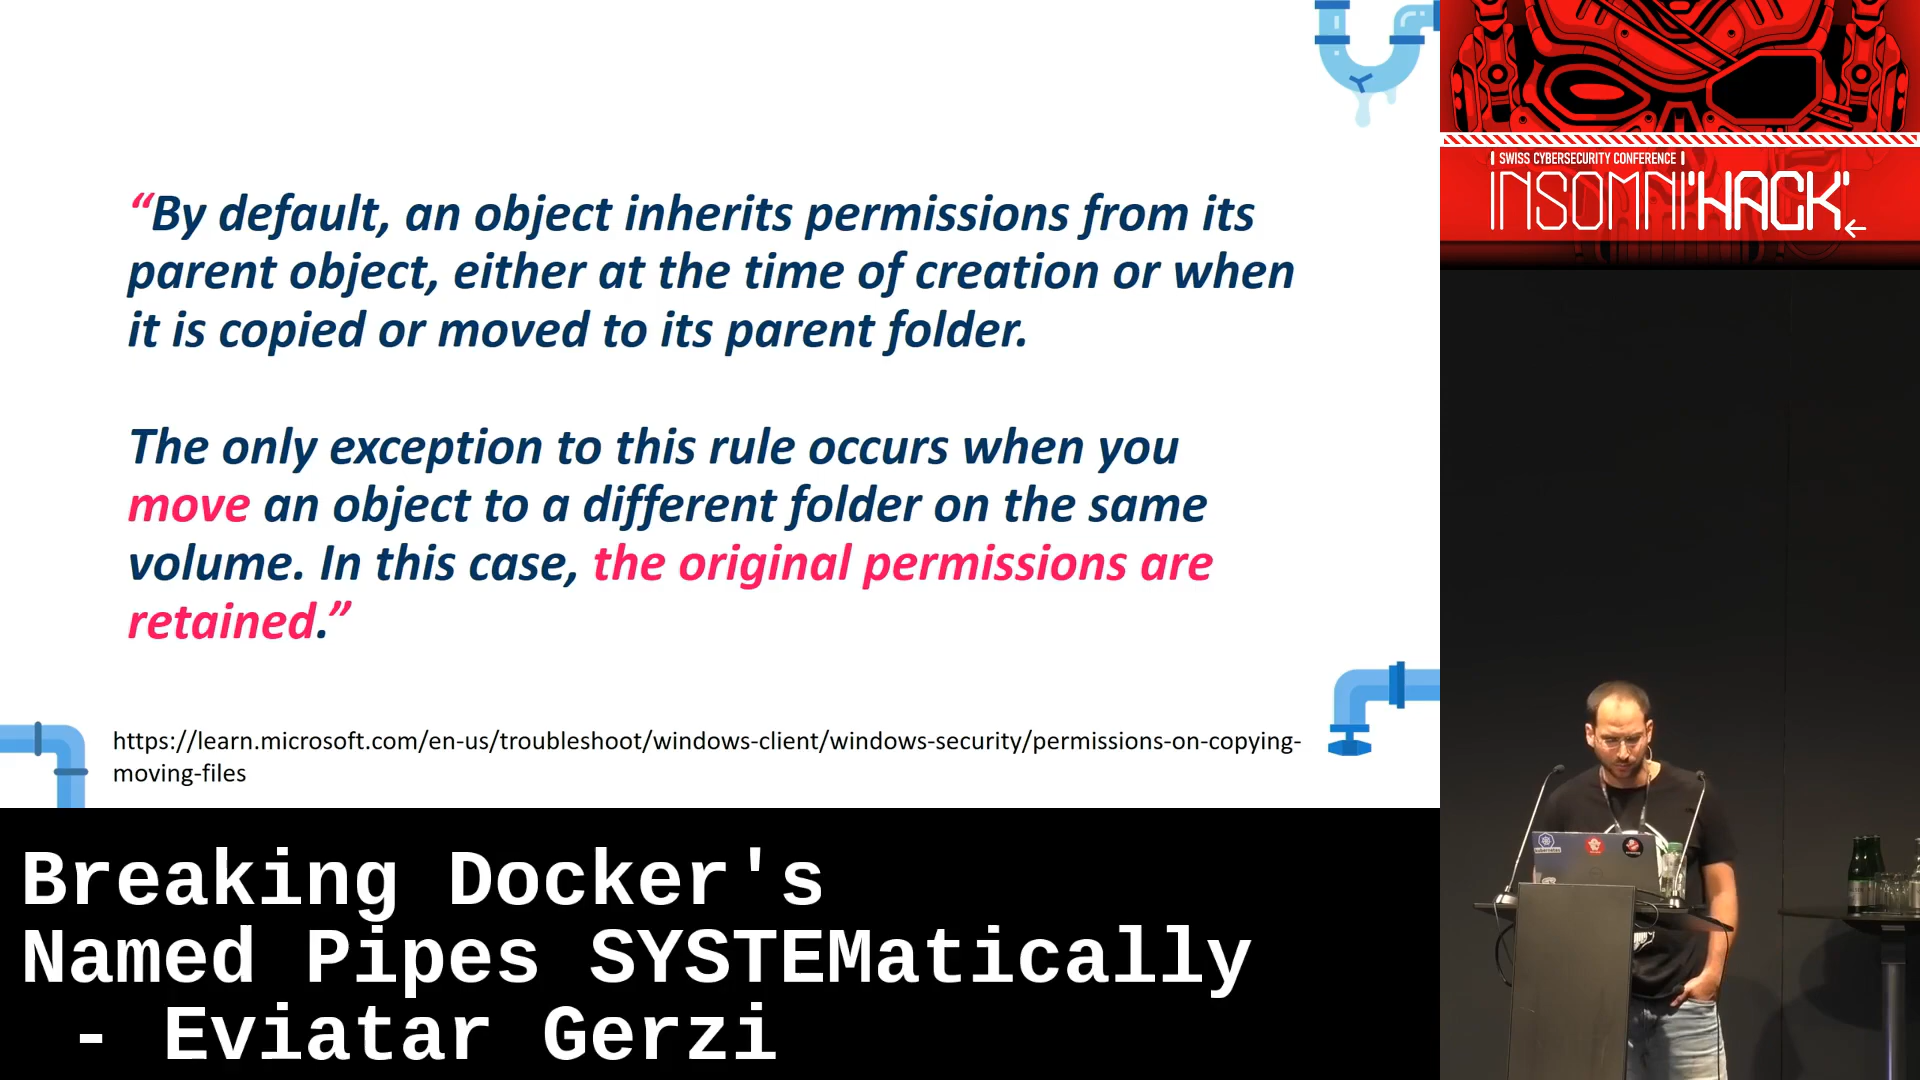 “By default, an object inherits permissions from its
parent object, either at the time of creation or when
it is copied or moved to its parent folder.
The only exception to this rule occurs when you
move an object to a different folder on the same
volume. In this case, the original permissions are
retained.”
https://learn.microsoft.com/en-us/troubleshoot/windows-client/windows-security/permissions-on-copying-
moving-files
SWISS CYBERSECURITY CONFERENCE
INSOMNI'HACK
Breaking Docker's
Named Pipes SYSTEMatically
- Eviatar Gerzi